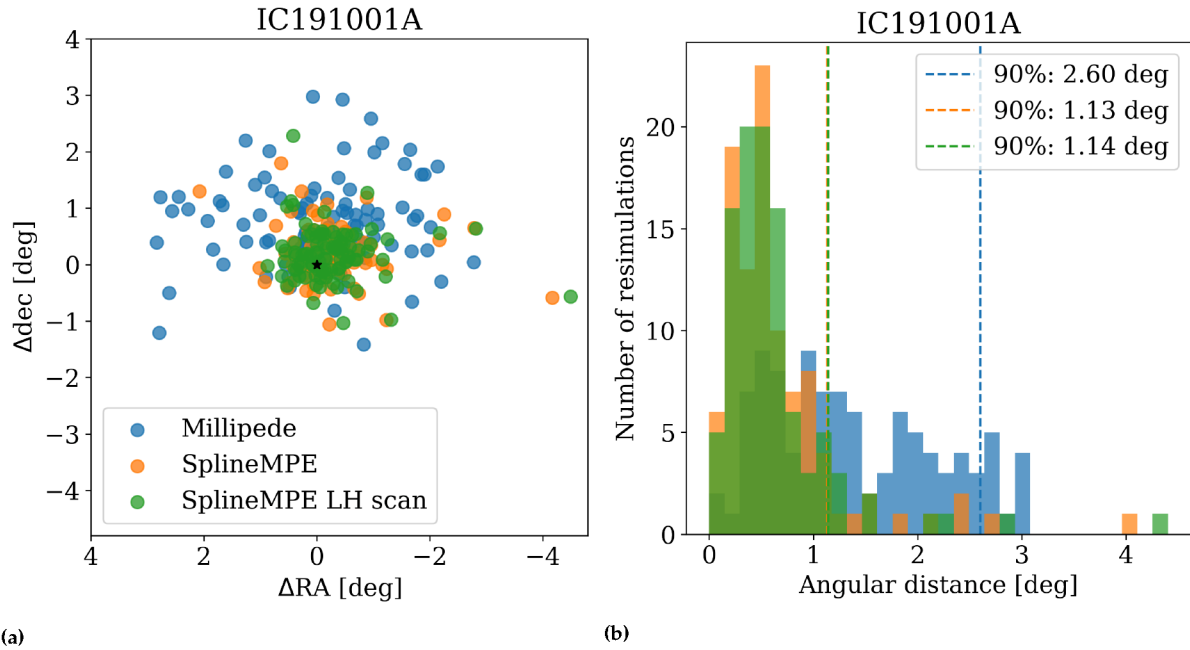 IC191001A
4
3
2
1
0
−1
−2
−3
−4
Δdec [deg]
Millipede
SplineMPE
SplineMPE LH scan
4
2
0
−2
−4
ΔRA [deg]
(a)
IC191001A
90%: 2.60 deg
90%: 1.13 deg
90%: 1.14 deg
20
15
10
5
0
Number of resimulations
0
1
2
3
4
Angular distance [deg]
(b)